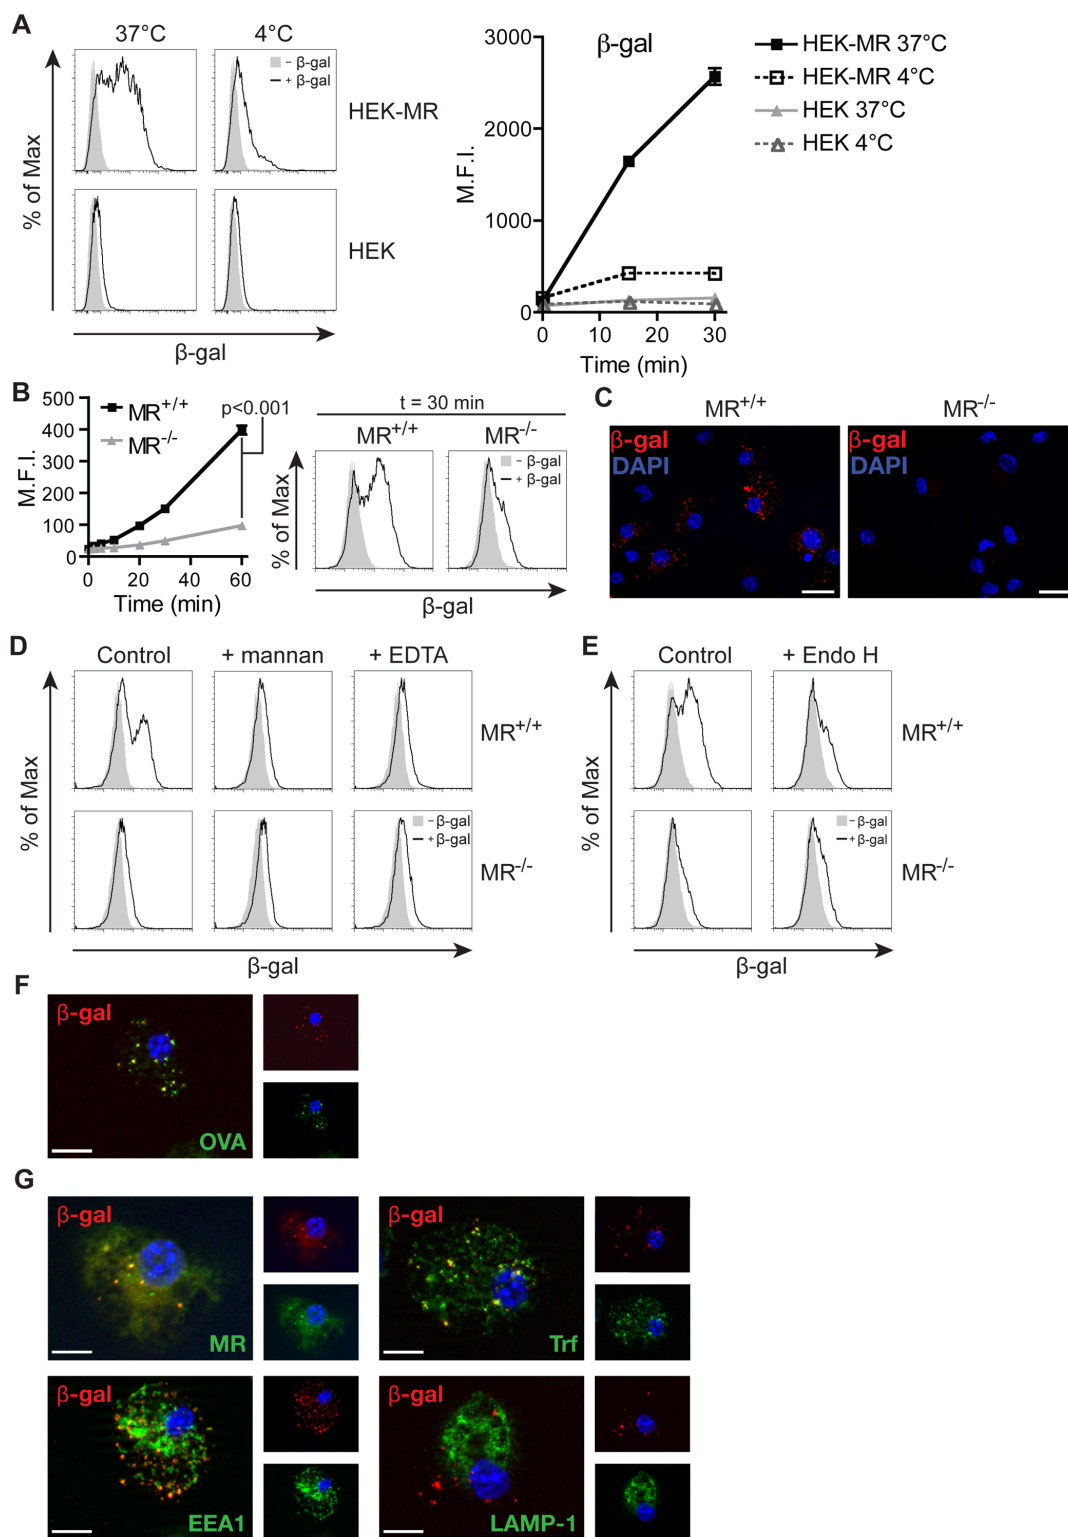 A
37°C
4°C
− β-gal
+ β-gal
HEK-MR
HEK
% of Max
β-gal
β-gal
3000
2000
1000
0
M.F.I.
0 10 20 30
Time (min)
HEK-MR 37°C
HEK-MR 4°C
HEK 37°C
HEK 4°C
B
500
400
300
200
100
0
M.F.I.
MR+/+
MR-/-
p<0.001
0 20 40 60
Time (min)
t = 30 min
MR+/+
MR-/-
− β-gal
+ β-gal
% of Max
β-gal
C
MR+/+
MR-/-
β-gal
DAPI
β-gal
DAPI
D
Control
+ mannan
+ EDTA
MR+/+
− β-gal
+ β-gal
MR-/-
% of Max
β-gal
E
Control
+ Endo H
MR+/+
− β-gal
+ β-gal
MR-/-
% of Max
β-gal
F
β-gal
OVA
G
β-gal
MR
β-gal
Trf
β-gal
EEA1
β-gal
LAMP-1